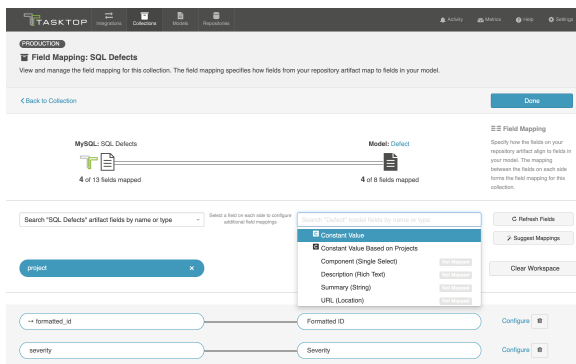 TASKTOP
Integrations
Collections
Models
Repositories
Activity
Metrics
Help
Settings
PRODUCTION
Field Mapping: SQL Defects
View and manage the field mapping for this collection. The field mapping specifies how fields from your repository artifact map to fields in your model.
Back to Collection
Done
Field Mapping
Specify how the fields on your
repository artifact align to fields in
your model. The mapping
between the fields on each side
forms the field mapping for this
collection.
MySQL: SQL Defects
Model: Defect
4 of 13 fields mapped
4 of 8 fields mapped
Search "SQL Defects" artifact fields by name or type
Select a field on each side to configure
additional field mappings
Search "Defect" model fields by name or type
Refresh Fields
C Constant Value
C Constant Value Based on Projects
Suggest Mappings
Component (Single Select) Not Mapped
Description (Rich Text) Not Mapped
Summary (String) Not Mapped
URL (Location) Not Mapped
project ×
Clear Workspace
formatted_id
Formatted ID
Configure
severity
Severity
Configure